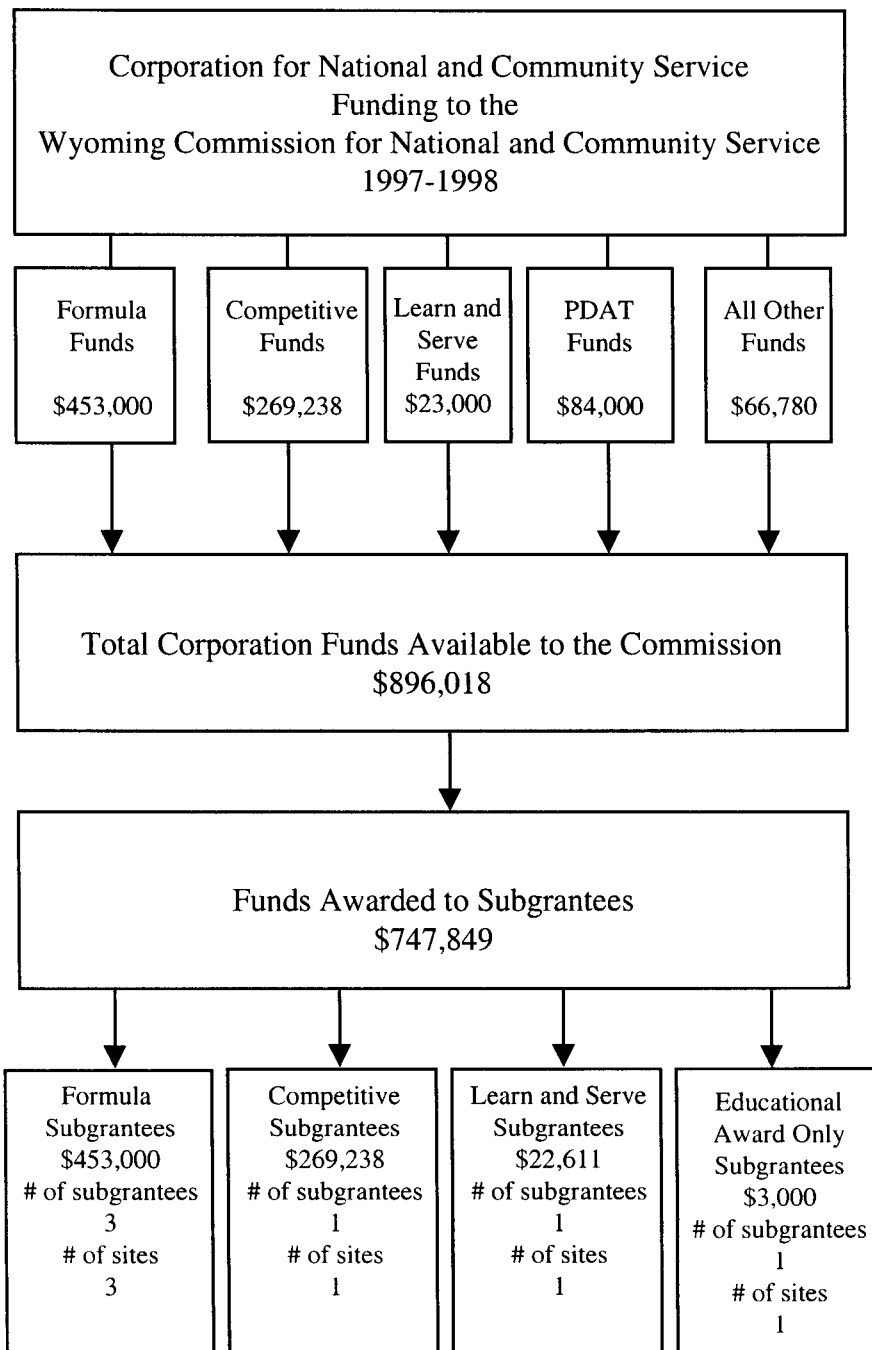 Corporation for National and Community Service
Funding to the
Wyoming Commission for National and Community Service
1997-1998
Formula
Funds
$453,000
Competitive
Funds
$269,238
Learn and
Serve
Funds
$23,000
PDAT
Funds
$84,000
All Other
Funds
$66,780
Total Corporation Funds Available to the Commission
$896,018
Funds Awarded to Subgrantees
$747,849
Formula
Subgrantees
$453,000
# of subgrantees
3
# of sites
3
Competitive
Subgrantees
$269,238
# of subgrantees
1
# of sites
1
Learn and Serve
Subgrantees
$22,611
# of subgrantees
1
# of sites
1
Educational
Award Only
Subgrantees
$3,000
# of subgrantees
1
# of sites
1